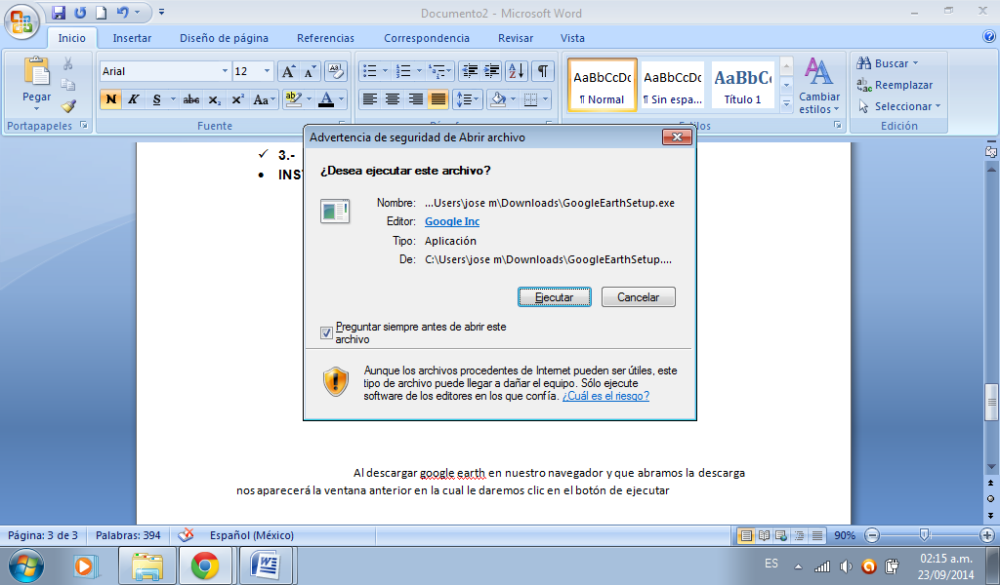 Documento2 - Microsoft Word
Inicio Insertar Diseño de página Referencias Correspondencia Revisar Vista
Pegar
Portapapeles
Arial 12
N K S abc x₂ x² Aa
Fuente
AaBbCcDc AaBbCcDc AaBbC
¶ Normal ¶ Sin espa... Título 1
Cambiar
estilos
Buscar
Reemplazar
Seleccionar
Edición
3.-
Advertencia de seguridad de Abrir archivo
¿Desea ejecutar este archivo?
Nombre: ...Users\jose m\Downloads\GoogleEarthSetup.exe
Editor: Google Inc
Tipo: Aplicación
De: C:\Users\jose m\Downloads\GoogleEarthSetup....
Ejecutar Cancelar
Preguntar siempre antes de abrir este
archivo
Aunque los archivos procedentes de Internet pueden ser útiles, este
tipo de archivo puede llegar a dañar el equipo. Sólo ejecute
software de los editores en los que confía. ¿Cuál es el riesgo?
Al descargar google earth en nuestro navegador y que abramos la descarga
nos aparecerá la ventana anterior en la cual le daremos clic en el botón de ejecutar
Página: 3 de 3 Palabras: 394 Español (México) 90%
ES
02:15 a.m.
23/09/2014